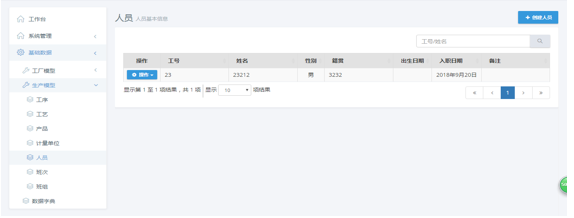 工作台
系统管理
基础数据
工厂模型
生产模型
工序
工艺
产品
计量单位
人员
班次
班组
数据字典
人员 人员基本信息
+ 创建人员
工号/姓名
操作 工号 姓名 性别 籍贯 出生日期 入职日期 备注
操作 23 23212 男 3232 2018年9月20日
显示第 1 至 1 项结果，共 1 项 显示 10 项结果
« ‹ 1 › »